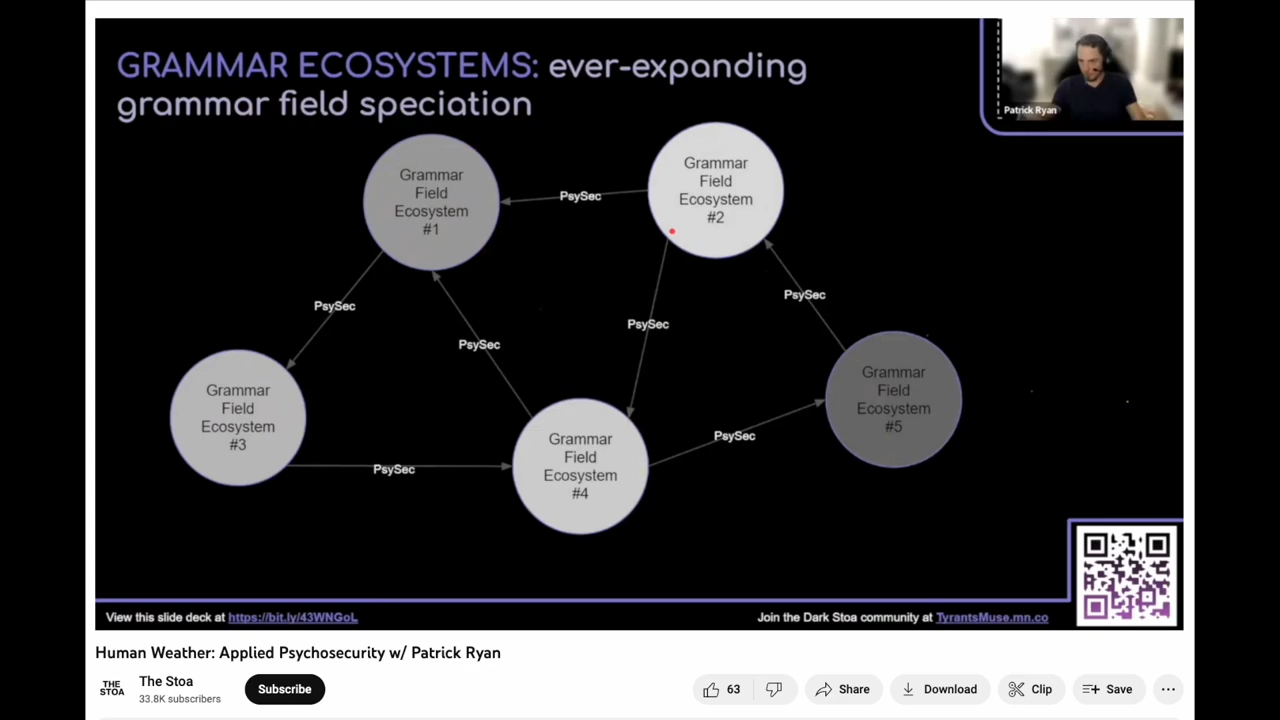 GRAMMAR ECOSYSTEMS: ever-expanding
grammar field speciation
Patrick Ryan
Grammar
Field
Ecosystem
#1
PsySec
Grammar
Field
Ecosystem
#2
PsySec
PsySec
PsySec
PsySec
Grammar
Field
Ecosystem
#3
PsySec
Grammar
Field
Ecosystem
#4
PsySec
Grammar
Field
Ecosystem
#5
View this slide deck at https://bit.ly/43WNGoL
Join the Dark Stoa community at TyrantsMuse.mn.co
Human Weather: Applied Psychosecurity w/ Patrick Ryan
THE
STOA
The Stoa
33.8K subscribers
Subscribe
63
Share
Download
Clip
Save